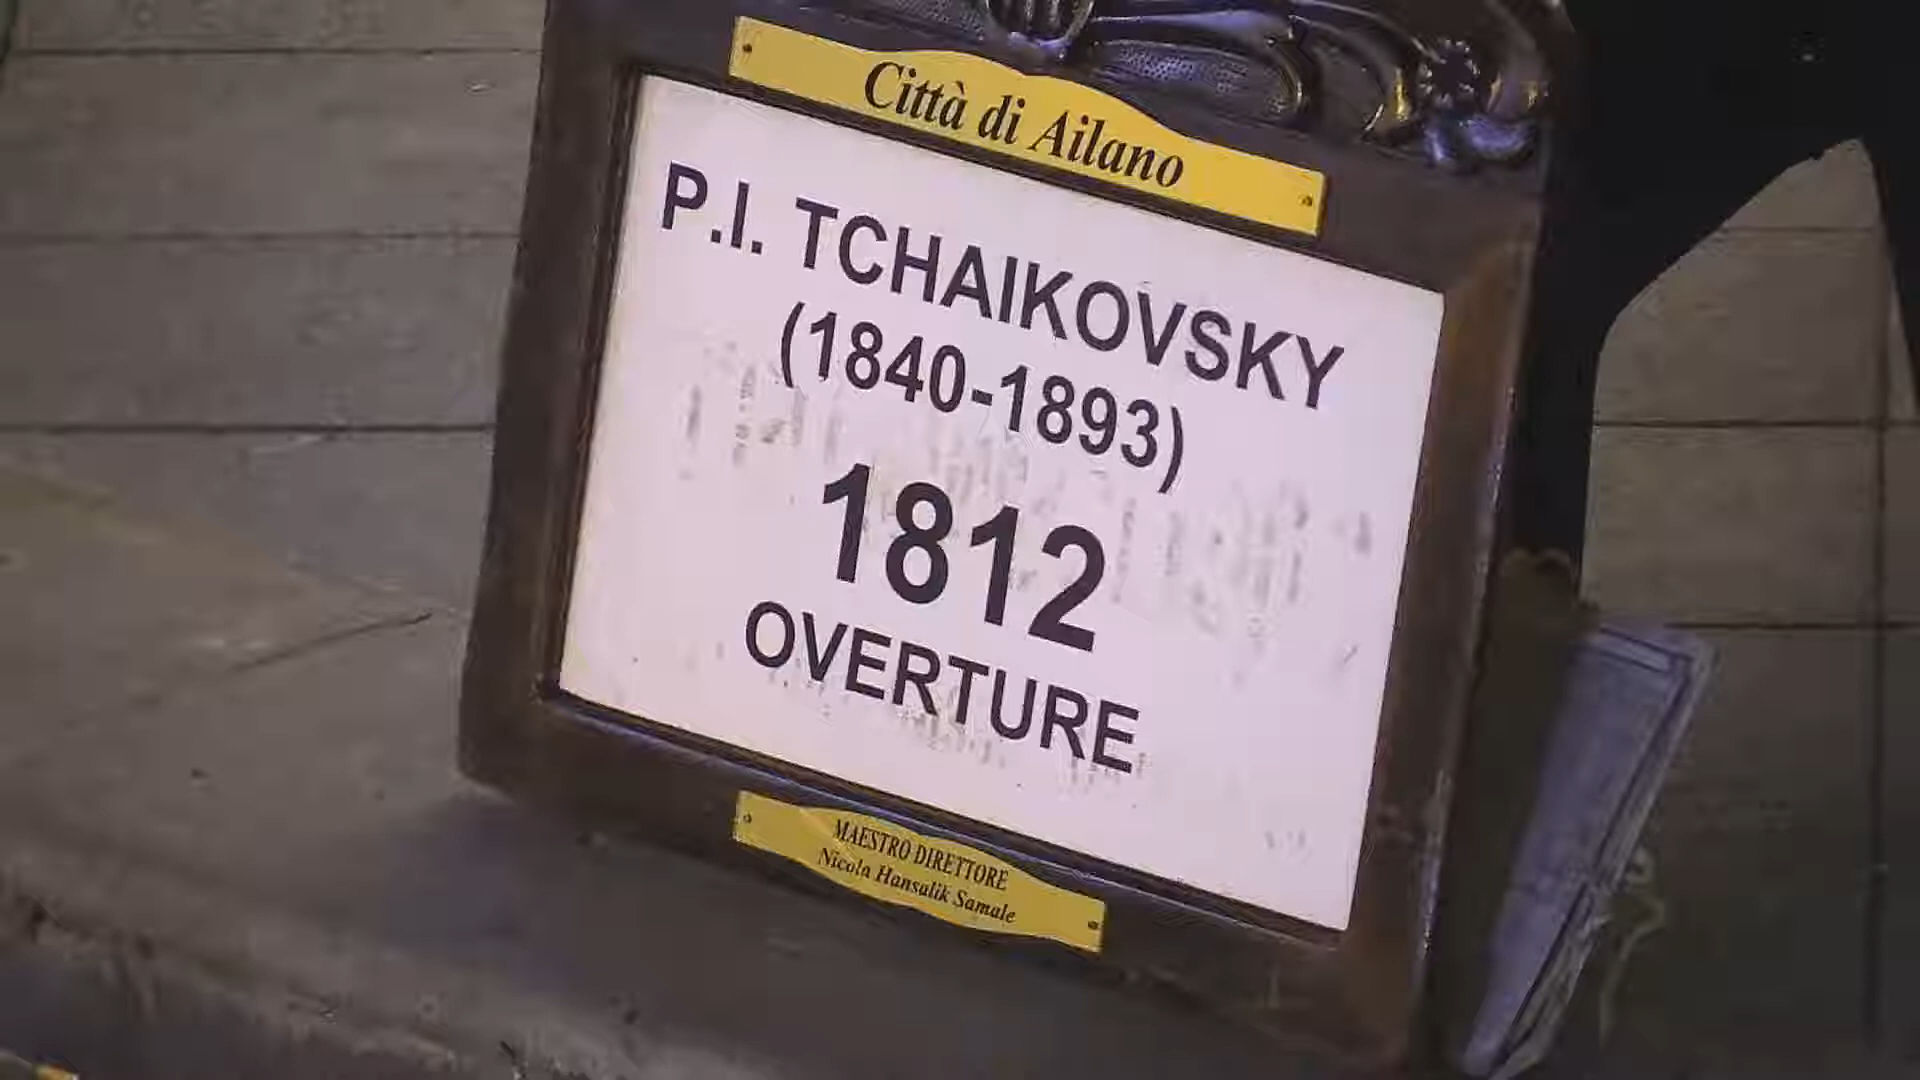 Città di Ailano
P.I. TCHAIKOVSKY
(1840-1893)
1812
OVERTURE
MAESTRO DIRETTORE
Nicola Hansalik Samale